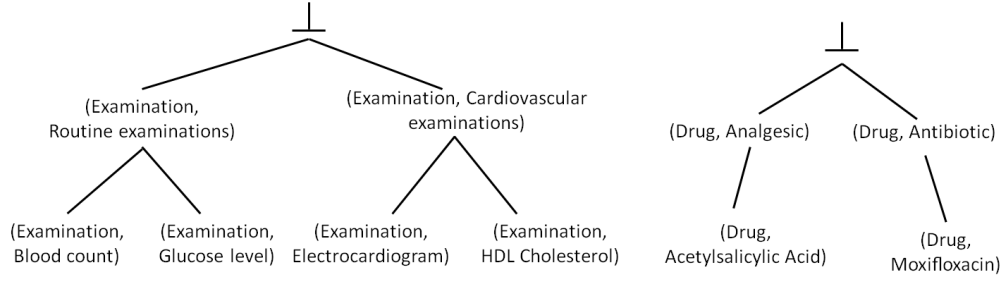 (Examination,
Routine examinations)
(Examination, Cardiovascular
examinations)
(Examination,
Blood count)
(Examination,
Glucose level)
(Examination,
Electrocardiogram)
(Examination,
HDL Cholesterol)
(Drug, Analgesic)
(Drug, Antibiotic)
(Drug,
Acetylsalicylic Acid)
(Drug,
Moxifloxacin)